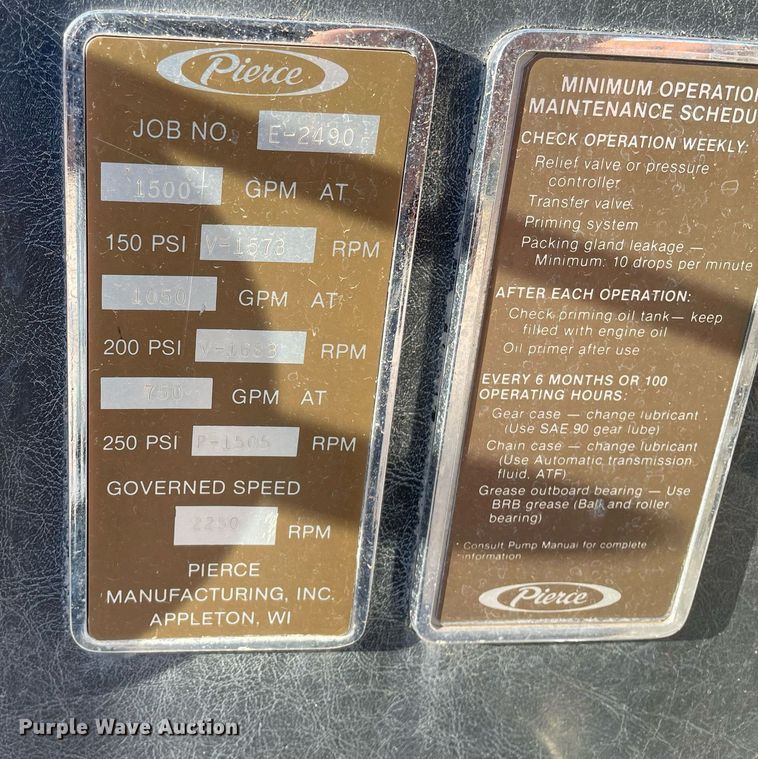 Pierce
JOB NO. E-2490
1500 GPM AT
150 PSI V-1573 RPM
1050 GPM AT
200 PSI V-1683 RPM
750 GPM AT
250 PSI P-1505 RPM
GOVERNED SPEED
2250 RPM
PIERCE
MANUFACTURING, INC.
APPLETON, WI
MINIMUM OPERATIO
MAINTENANCE SCHEDU
CHECK OPERATION WEEKLY:
Relief valve or pressure
controller
Transfer valve
Priming system
Packing gland leakage —
Minimum: 10 drops per minute
AFTER EACH OPERATION:
Check priming oil tank— keep
filled with engine oil
Oil primer after use
EVERY 6 MONTHS OR 100
OPERATING HOURS:
Gear case — change lubricant
(Use SAE 90 gear lube)
Chain case — change lubricant
(Use Automatic transmission
fluid, ATF)
Grease outboard bearing — Use
BRB grease (Ball and roller
bearing)
* Consult Pump Manual for complete
information
Pierce
Purple Wave Auction